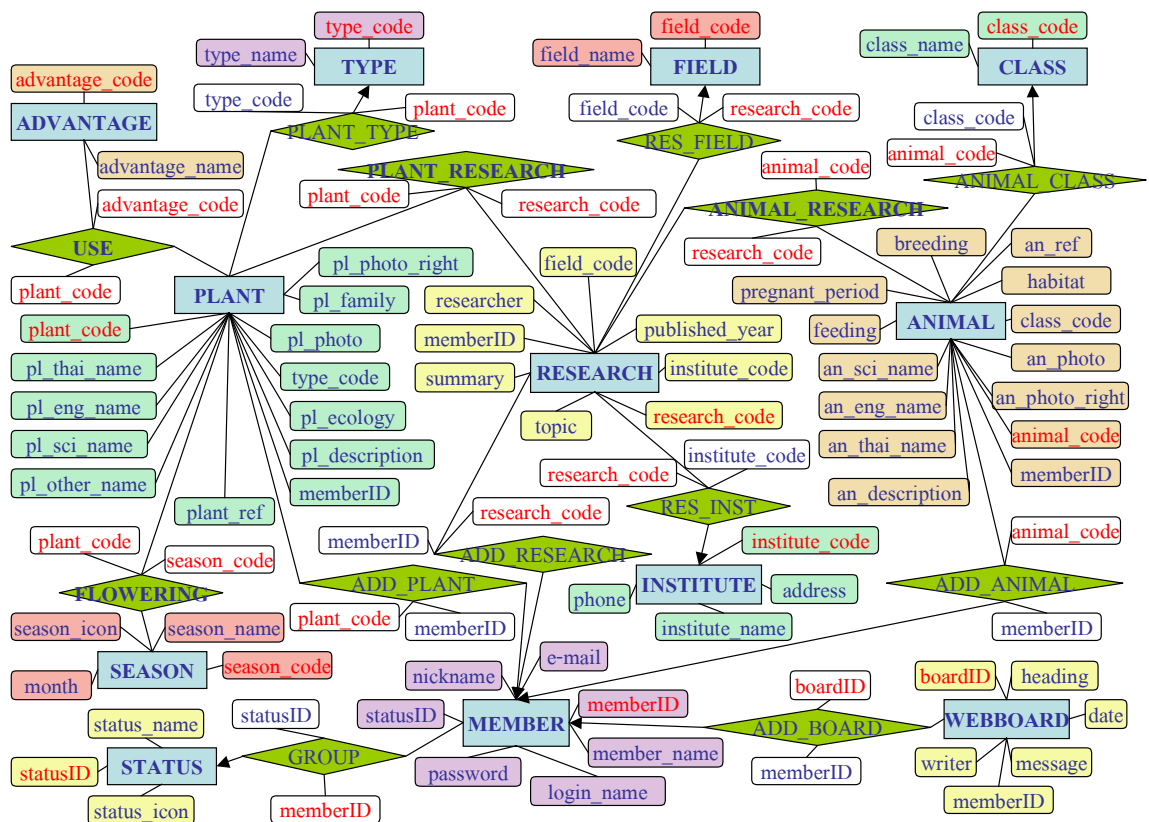 type_code
field_code
class_code
type_name
field_name
class_name
TYPE
FIELD
CLASS
advantage_code
ADVANTAGE
type_code
plant_code
field_code
research_code
class_code
PLANT_TYPE
RES_FIELD
advantage_name
PLANT_RESEARCH
animal_code
animal_code
ANIMAL_CLASS
plant_code
research_code
advantage_code
ANIMAL_RESEARCH
USE
research_code
breeding
an_ref
pl_photo_right
field_code
plant_code
PLANT
pl_family
researcher
pregnant_period
habitat
plant_code
pl_photo
memberID
published_year
feeding
ANIMAL
class_code
pl_thai_name
type_code
summary
RESEARCH
institute_code
an_sci_name
an_photo
pl_eng_name
pl_ecology
topic
research_code
an_eng_name
an_photo_right
pl_sci_name
pl_description
institute_code
an_thai_name
animal_code
pl_other_name
memberID
research_code
an_description
memberID
plant_ref
RES_INST
plant_code
season_code
memberID
research_code
institute_code
animal_code
ADD_RESEARCH
FLOWERING
ADD_PLANT
phone
INSTITUTE
address
ADD_ANIMAL
plant_code
memberID
institute_name
memberID
season_icon
season_name
e-mail
SEASON
season_code
nickname
month
boardID
boardID
heading
status_name
statusID
statusID
MEMBER
memberID
ADD_BOARD
WEBBOARD
date
GROUP
member_name
statusID
STATUS
password
memberID
writer
message
status_icon
memberID
login_name
memberID